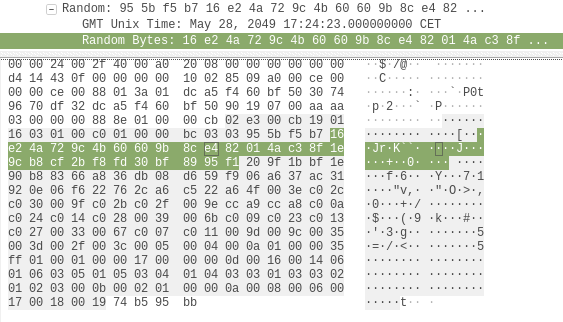 Random: 95 5b f5 b7 16 e2 4a 72 9c 4b 60 60 9b 8c e4 82 ...
GMT Unix Time: May 28, 2049 17:24:23.000000000 CET
Random Bytes: 16 e2 4a 72 9c 4b 60 60 9b 8c e4 82 01 4a c3 8f ...
00 00 24 00 2f 40 00 a0 20 08 00 00 00 00 00 00 ··$·/@·· ········
d4 14 43 0f 00 00 00 00 10 02 85 09 a0 00 ce 00 ··C····· ········
00 00 ce 00 88 01 3a 01 dc a5 f4 60 bf 50 30 74 ······:· ···`·P0t
96 70 df 32 dc a5 f4 60 bf 50 90 19 07 00 aa aa ·p·2···` ·P······
03 00 00 00 88 8e 01 00 00 cb 02 e3 00 cb 19 01 ········ ········
16 03 01 00 c0 01 00 00 bc 03 03 95 5b f5 b7 16 ········ ····[···
e2 4a 72 9c 4b 60 60 9b 8c e4 82 01 4a c3 8f 1e ·Jr·K``· ····J···
9c b8 cf 2b f8 fd 30 bf 89 95 f1 20 9f 1b bf 1e ···+··0· ··· ····
90 b8 83 66 a8 36 db 08 d6 59 f9 06 a6 37 ac 31 ···f·6·· ·Y···7·1
92 0e 06 f6 22 76 2c a6 c5 22 a6 4f 00 3e c0 2c ····"v,· ·"·O·>·,
c0 30 00 9f c0 2b c0 2f 00 9e cc a9 cc a8 c0 0a ·0···+·/ ········
c0 24 c0 14 c0 28 00 39 00 6b c0 09 c0 23 c0 13 ·$···(·9 ·k···#··
c0 27 00 33 00 67 c0 07 c0 11 00 9d 00 9c 00 35 ·'·3·g·· ·······5
00 3d 00 2f 00 3c 00 05 00 04 00 0a 01 00 00 35 ·=·/·<·· ·······5
ff 01 00 01 00 00 17 00 00 00 0d 00 16 00 14 06 ········ ········
01 06 03 05 01 05 03 04 01 04 03 03 01 03 03 02 ········ ········
01 02 03 00 0b 00 02 01 00 00 0a 00 08 00 06 00 ········ ········
17 00 18 00 19 74 b5 95 bb ·····t·· ·